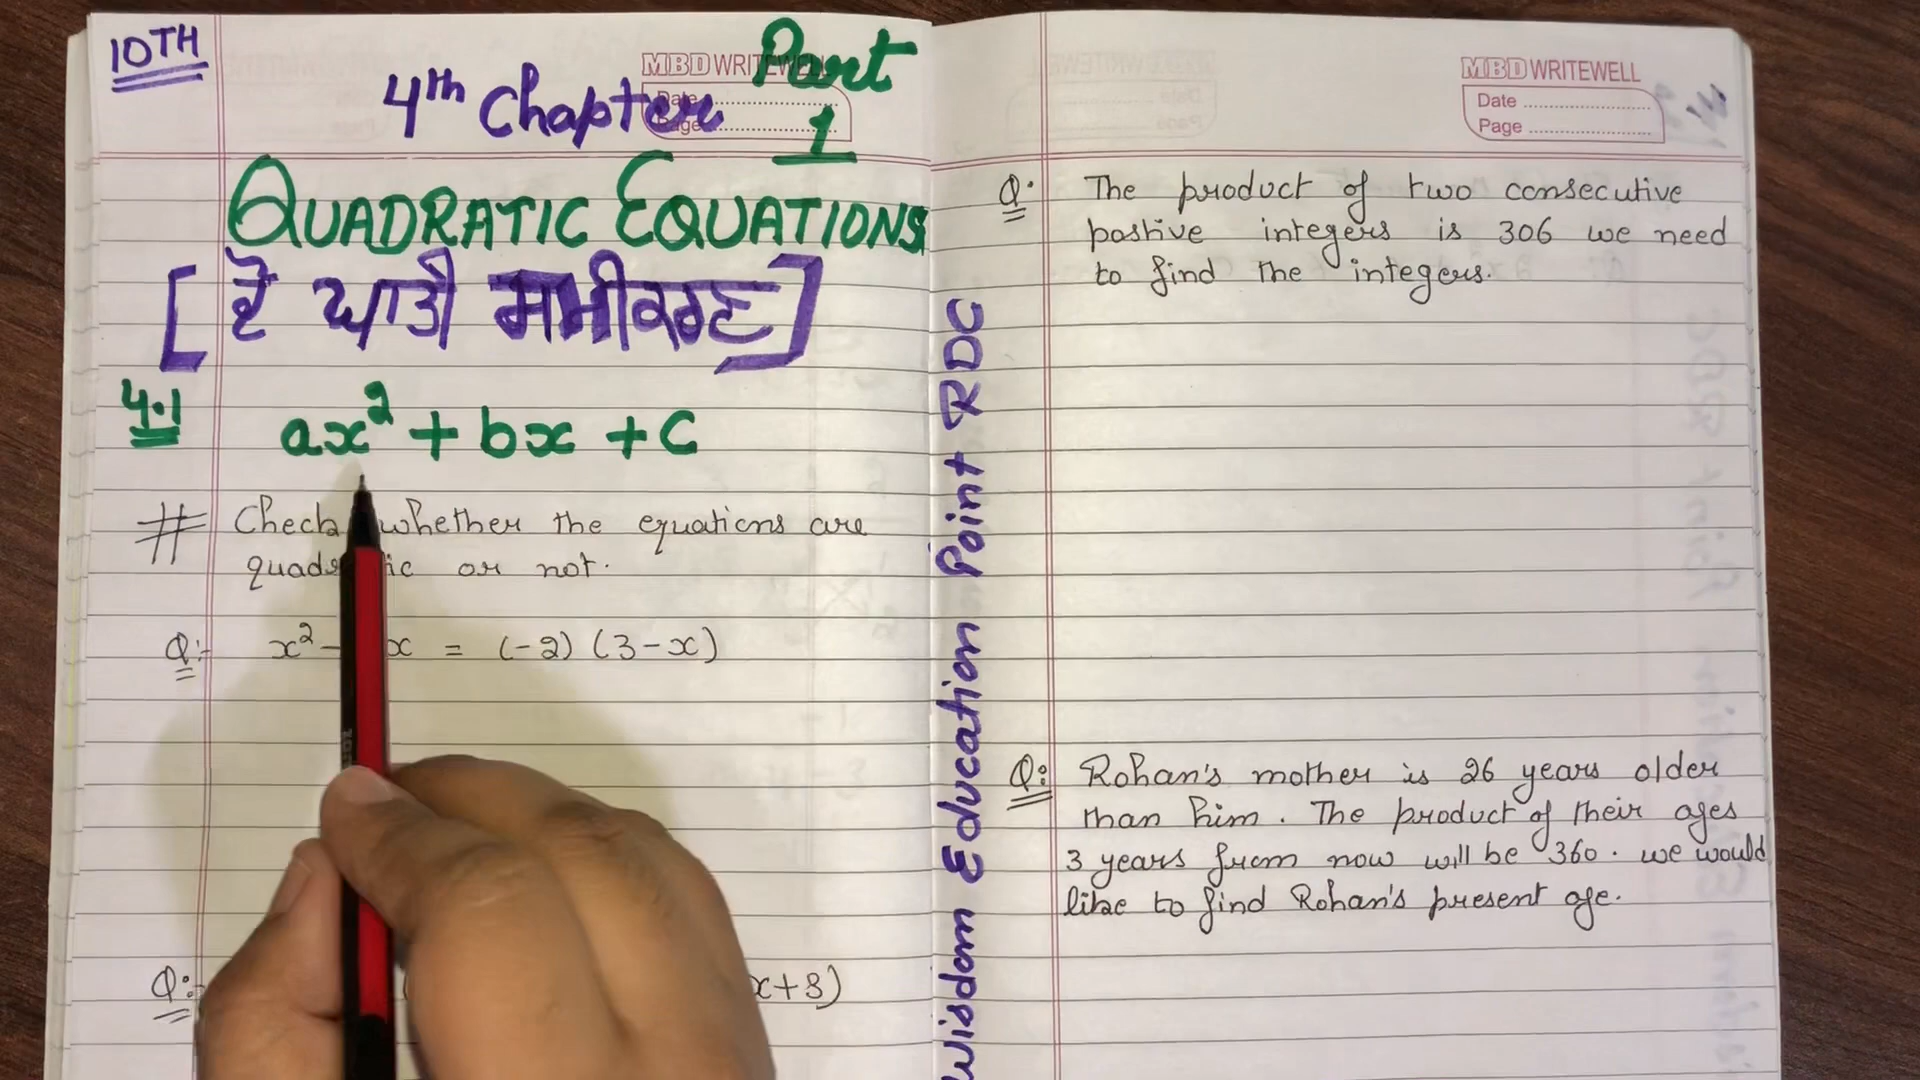 10TH
4th Chapter
Part
1
MBD WRITEWELL
Date
Page
QUADRATIC EQUATIONS
[ਦੋ ਘਾਤੀ ਸਮੀਕਰਣ]
4.1
ax² + bx + c
# Check whether the equations are
or not.
Q:- x² - x = (-2) (3-x)
Q:- x+3)
Wisdom Education Point RDC
MBD WRITEWELL
Date
Page
Q. The product of two consecutive
postive integers is 306 we need
to find the integers.
Q: Rohan's mother is 26 years older
than him. The product of their ages
3 years from now will be 360. we would
like to find Rohan's present age.